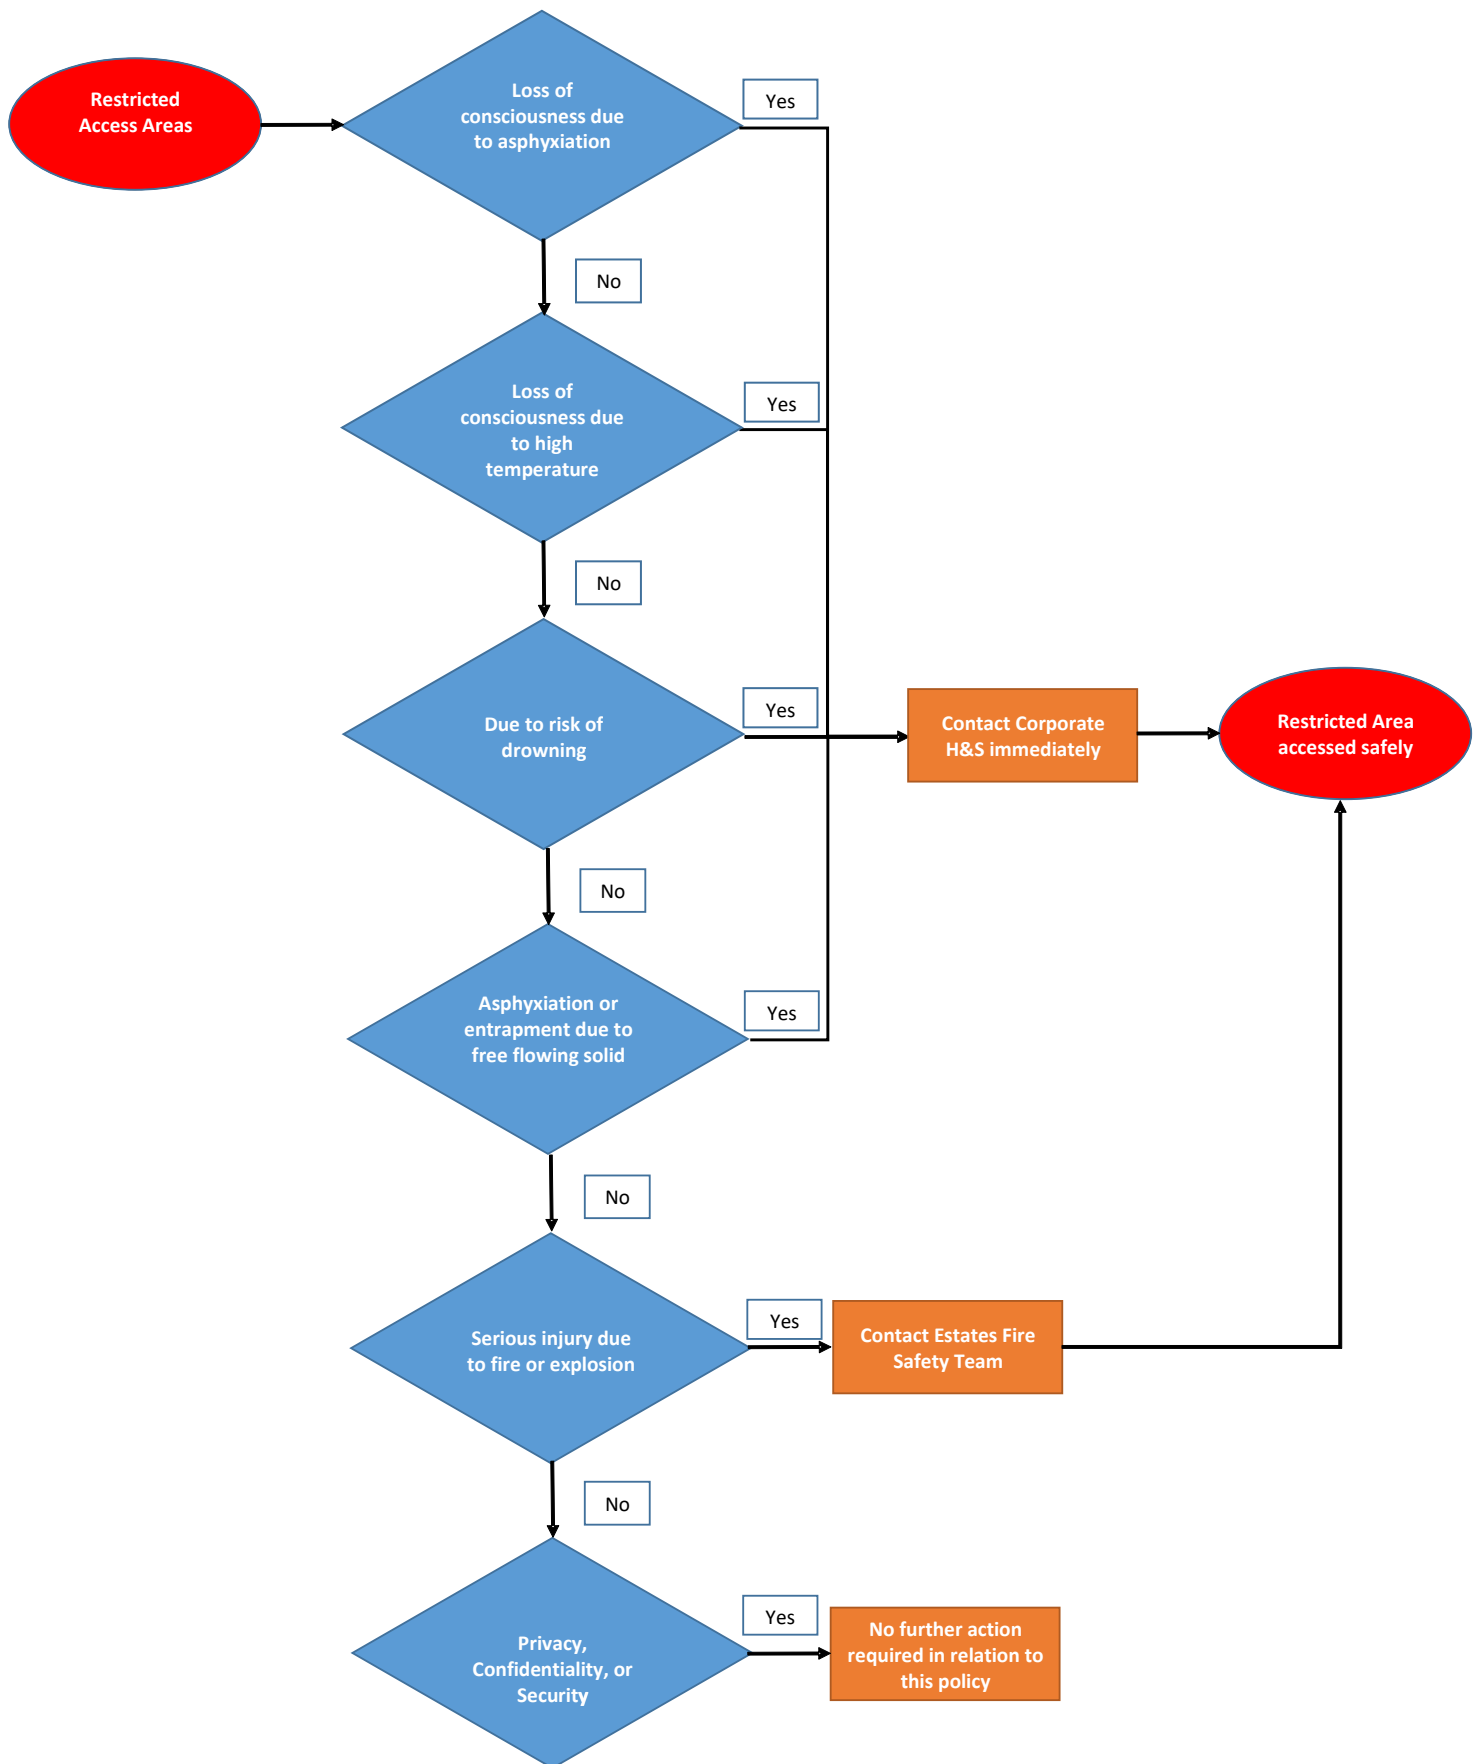 Restricted
Access Areas
Loss of
consciousness due
to asphyxiation
Yes
No
Loss of
consciousness due
to high
temperature
Yes
No
Due to risk of
drowning
Yes
Contact Corporate
H&S immediately
Restricted Area
accessed safely
No
Asphyxiation or
entrapment due to
free flowing solid
Yes
No
Serious injury due
to fire or explosion
Yes
Contact Estates Fire
Safety Team
No
Privacy,
Confidentiality, or
Security
Yes
No further action
required in relation to
this policy